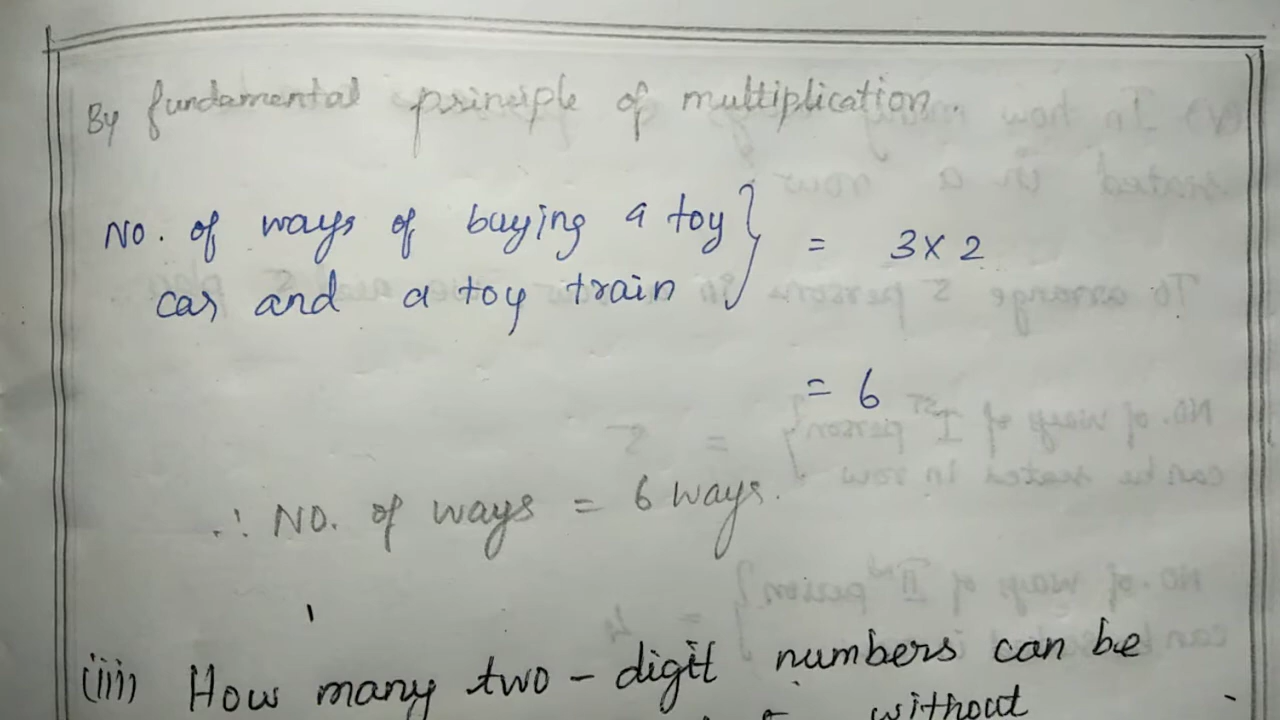 By fundamental principle of multiplication.
No. of ways of buying a toy } = 3 x 2
car and a toy train
= 6
∴ NO. of ways = 6 ways.
(iii) How many two-digit numbers can be
without